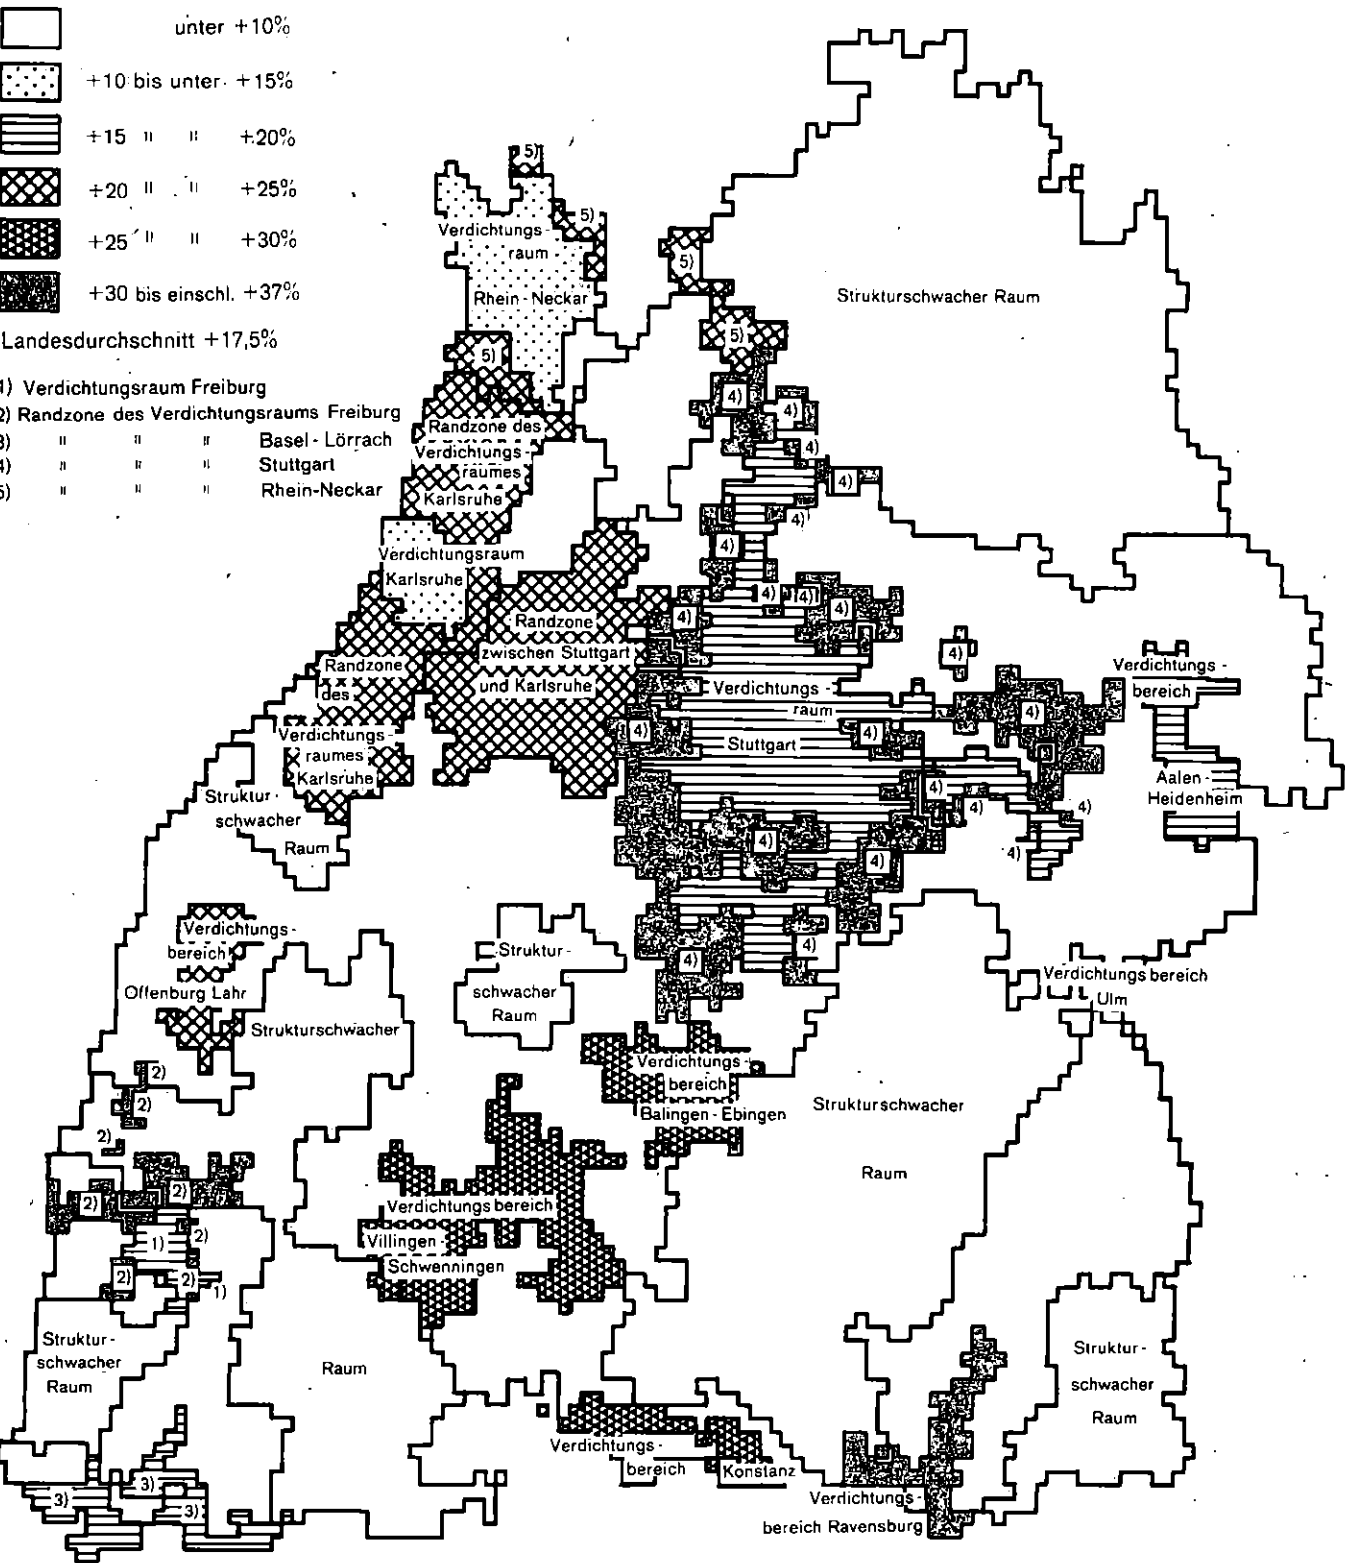 unter +10%
+10 bis unter +15%
+15 " " +20%
+20 " " +25%
+25 " " +30%
+30 bis einschl. +37%
Landesdurchschnitt +17,5%
1) Verdichtungsraum Freiburg
2) Randzone des Verdichtungsraums Freiburg
3) " " " Basel-Lörrach
4) " " " Stuttgart
5) " " " Rhein-Neckar
5)
5)
Verdichtungs-
raum
Rhein-Neckar
5)
5)
5)
Strukturschwacher Raum
4)
4)
4)
4)
4)
4)
Randzone des
Verdichtungs-
raumes
Karlsruhe
Verdichtungsraum
Karlsruhe
4)
4)
4)
4)
Randzone
zwischen Stuttgart
und Karlsruhe
4)
Verdichtungs-
bereich
Aalen-
Heidenheim
Randzone
des
Verdichtungs-
raumes
Karlsruhe
Verdichtungs-
raum
Stuttgart
4)
4)
4)
4)
4)
4)
4)
4)
4)
4)
4)
Struktur-
schwacher
Raum
Verdichtungs-
bereich
Offenburg Lahr
Strukturschwacher
Struktur-
schwacher
Raum
Verdichtungsbereich
Ulm
Verdichtungs-
bereich
Balingen-Ebingen
Strukturschwacher
Raum
2)
2)
2)
2)
2)
1)
2)
2)
2)
1)
Verdichtungsbereich
Villingen-
Schwenningen
Struktur-
schwacher
Raum
Raum
Struktur-
schwacher
Raum
Verdichtungs-
bereich
Konstanz
Verdichtungs-
bereich Ravensburg
3)
3)
3)